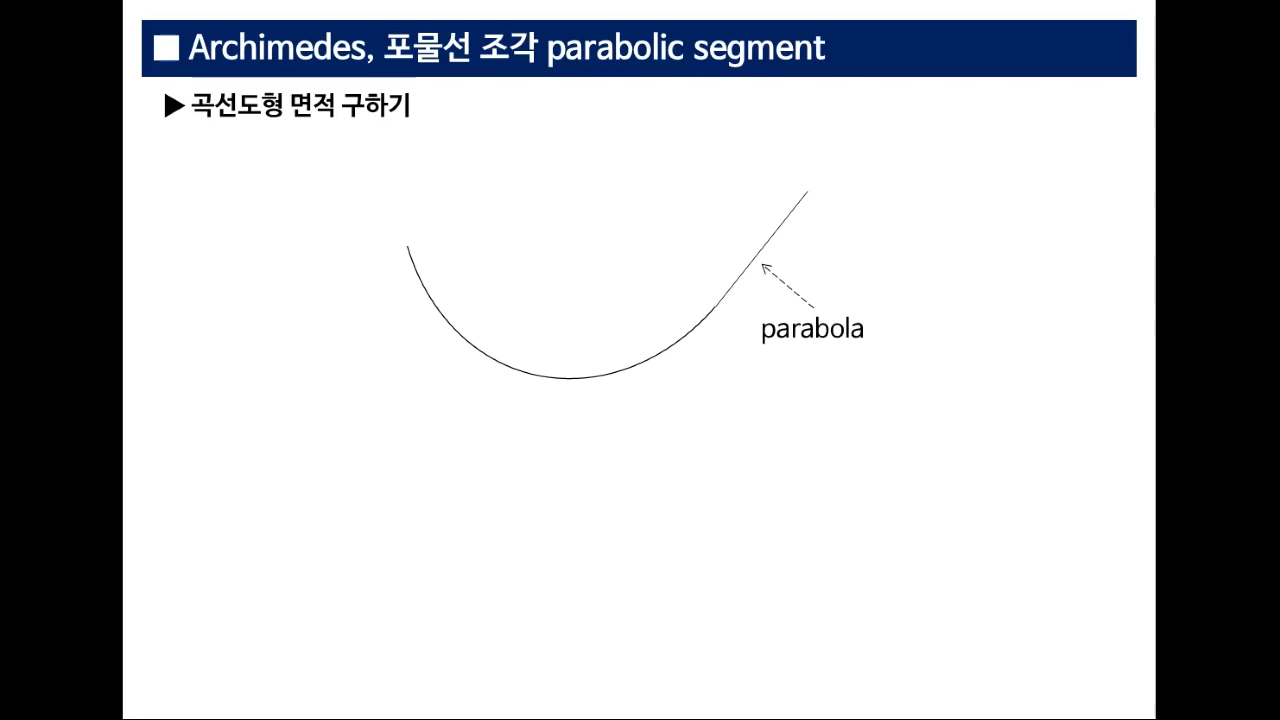 ■ Archimedes, 포물선 조각 parabolic segment
▶ 곡선도형 면적 구하기
parabola